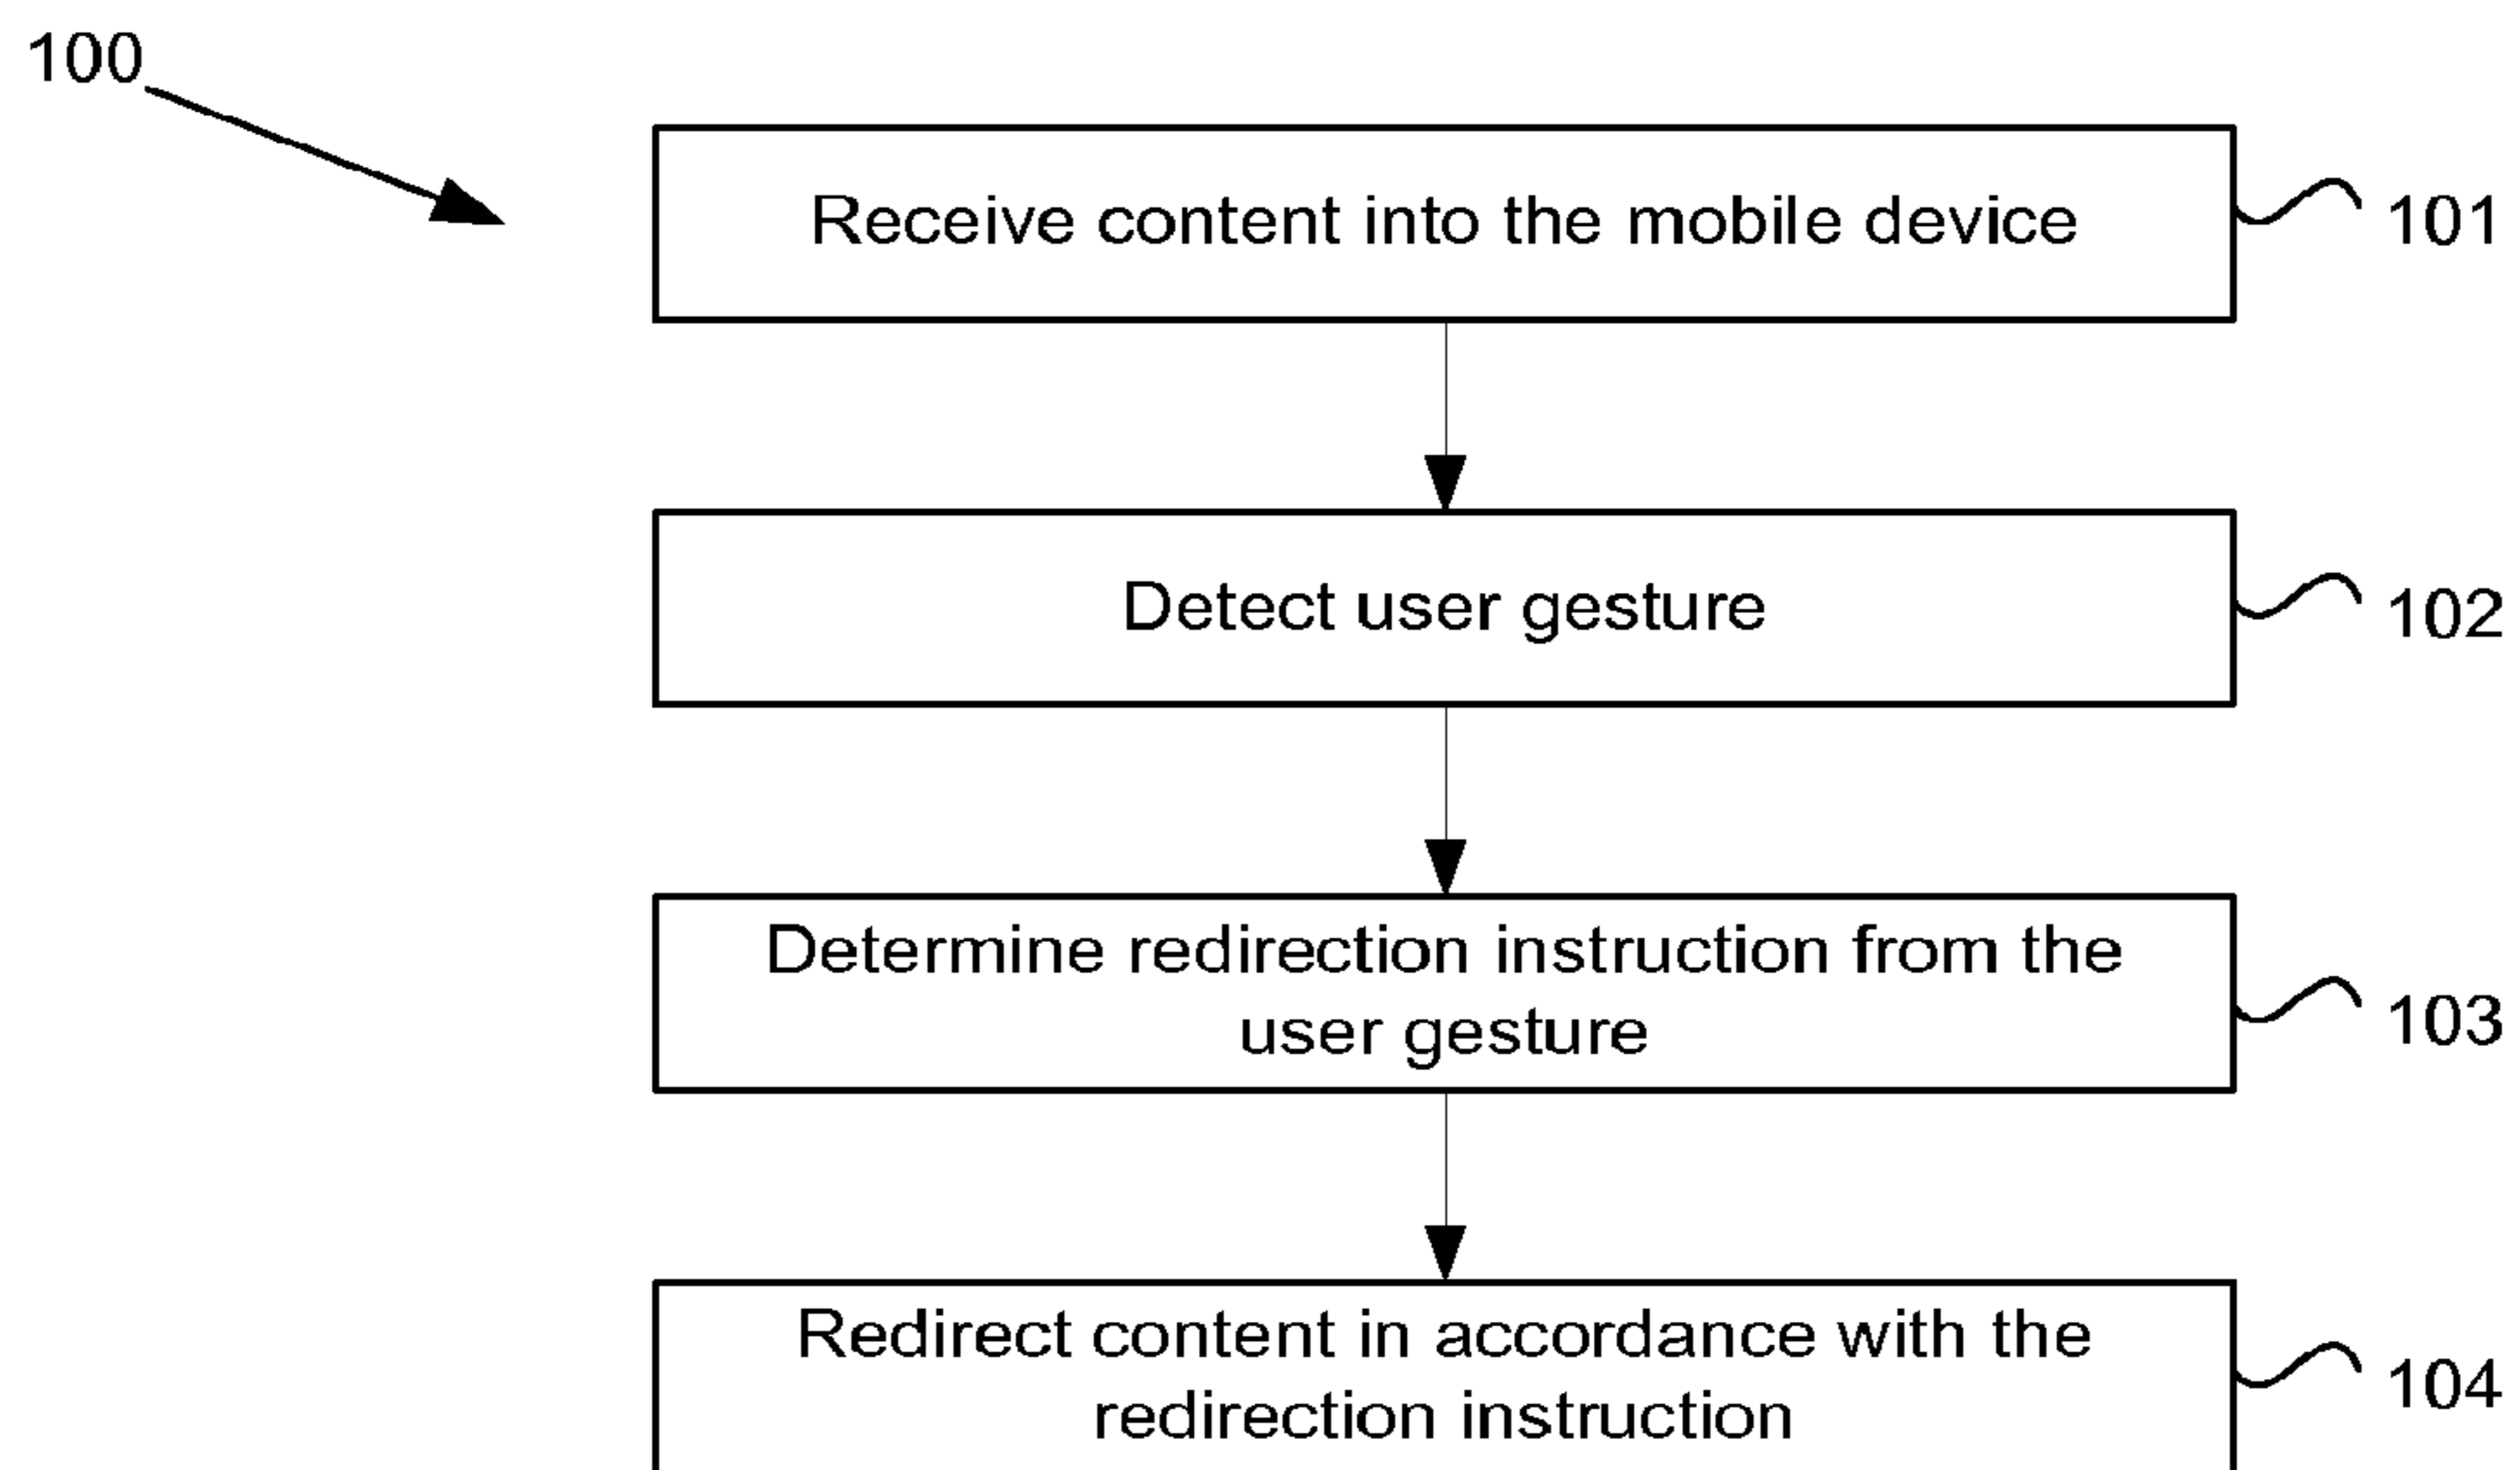 100
Receive content into the mobile device
101
Detect user gesture
102
Determine redirection instruction from the
user gesture
103
Redirect content in accordance with the
redirection instruction
104